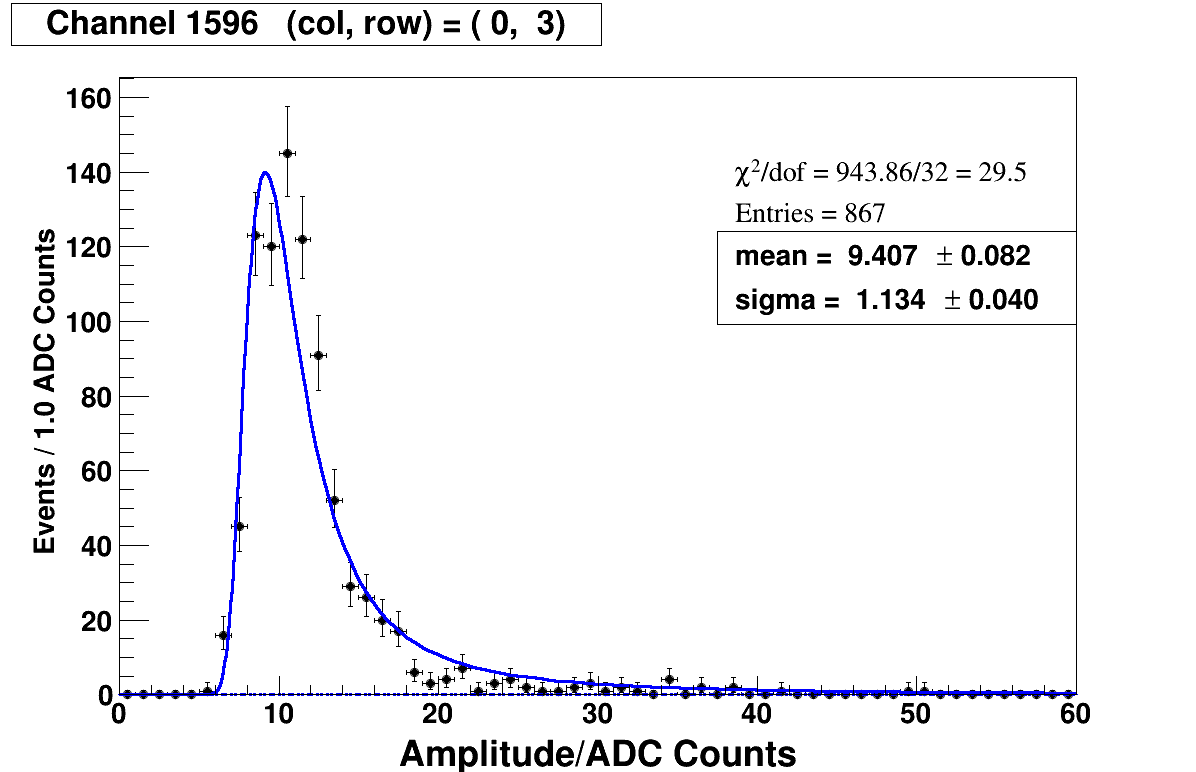 Channel 1596 (col, row) = ( 0, 3)
χ²/dof = 943.86/32 = 29.5
Entries = 867
mean = 9.407 ± 0.082
sigma = 1.134 ± 0.040
Events / 1.0 ADC Counts
160
140
120
100
80
60
40
20
0
0 10 20 30 40 50 60
Amplitude/ADC Counts